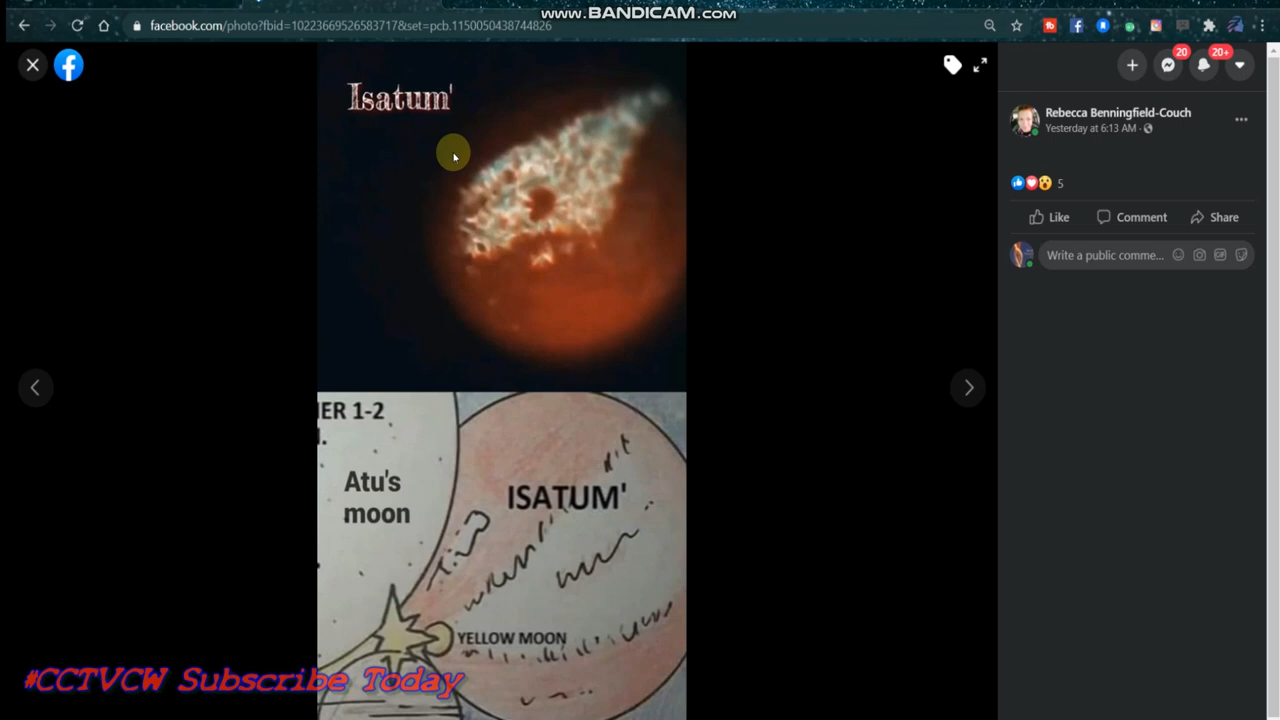 www.BANDICAM.com
facebook.com/photo?fbid=10223669526583717&set=pcb.1150050438744826
20
20+
Isatum'
Rebecca Benningfield-Couch
Yesterday at 6:13 AM ·
5
Like
Comment
Share
Write a public comme...
GIF
IER 1-2
Atu's
moon
ISATUM'
YELLOW MOON
#CCTVCW Subscribe Today